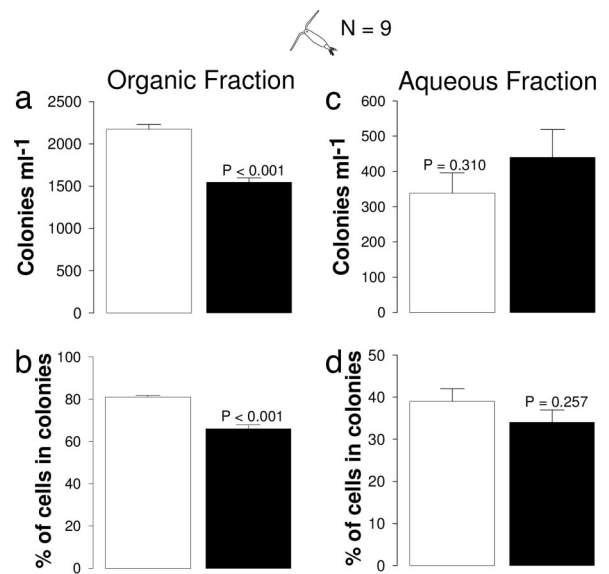 N = 9
Organic Fraction
Aqueous Fraction
a
Colonies ml-1
2500
2000
1500
1000
500
0
P < 0.001
c
Colonies ml-1
600
500
400
300
200
100
0
P = 0.310
b
% of cells in colonies
100
80
60
40
20
0
P < 0.001
d
% of cells in colonies
50
40
30
20
10
0
P = 0.257